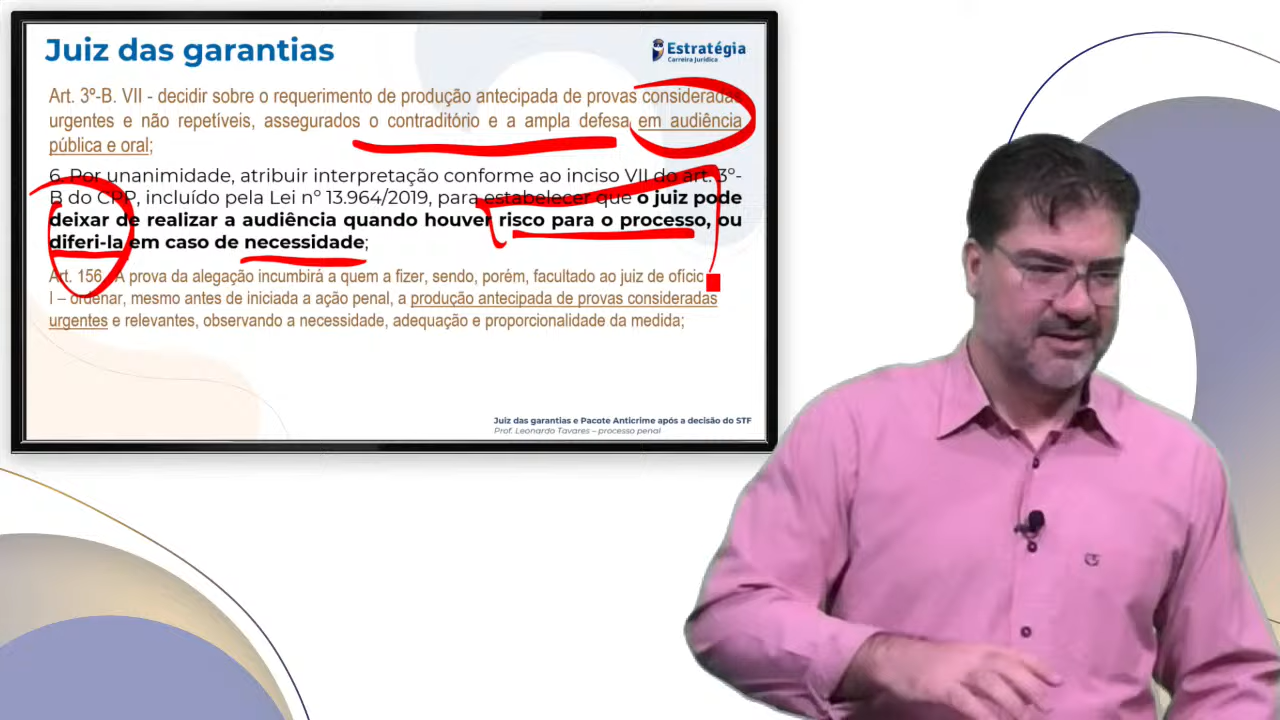 Juiz das garantias
Estratégia
Carreira Jurídica
Art. 3º-B. VII - decidir sobre o requerimento de produção antecipada de provas consideradas
urgentes e não repetíveis, assegurados o contraditório e a ampla defesa em audiência
pública e oral;
6. Por unanimidade, atribuir interpretação conforme ao inciso VII do art. 3º-
B do CPP, incluído pela Lei nº 13.964/2019, para estabelecer que o juiz pode
deixar de realizar a audiência quando houver risco para o processo, ou
diferi-la em caso de necessidade;
Art. 156. A prova da alegação incumbirá a quem a fizer, sendo, porém, facultado ao juiz de ofício
I – ordenar, mesmo antes de iniciada a ação penal, a produção antecipada de provas consideradas
urgentes e relevantes, observando a necessidade, adequação e proporcionalidade da medida;
Juiz das garantias e Pacote Anticrime após a decisão do STF
Prof. Leonardo Tavares – processo penal